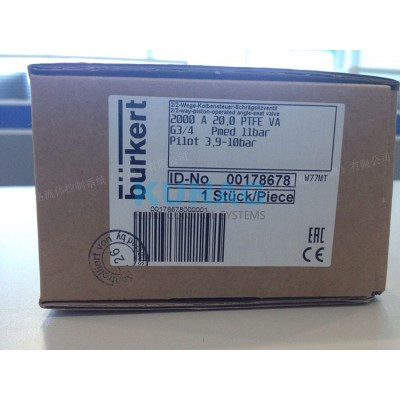 bürkert
2/2-Wege-Kolbensteuer-Schrägsitzventil
2/2-way-piston-operated angle-seat valve
2000 A 20,0 PTFE VA
G3/4 Pmed 11bar
Pilot 3,9-10bar
ID-No 00178678
W77MT
1 Stück/Piece
00178678000001
EAC
CE